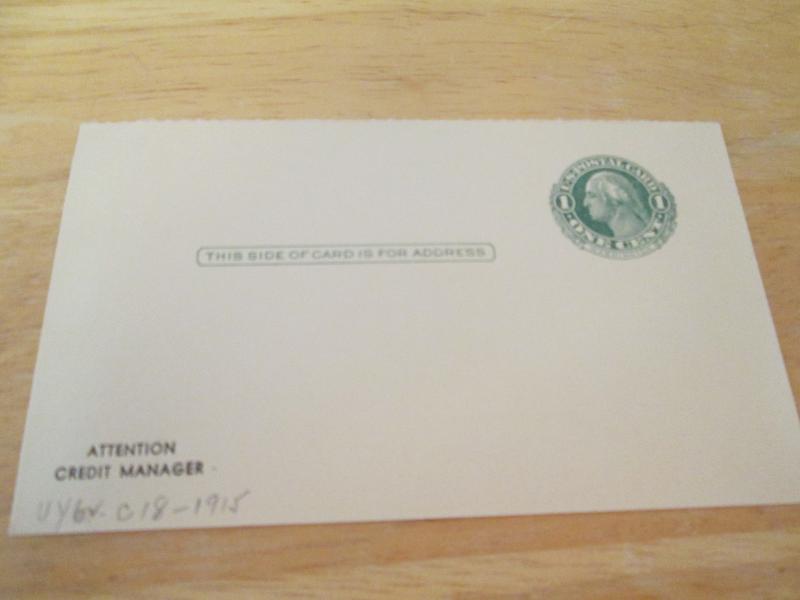 U.S. POSTAL CARD
1 1
ONE CENT
WASHINGTON
THIS SIDE OF CARD IS FOR ADDRESS
ATTENTION
CREDIT MANAGER
UY6r. C18-1915